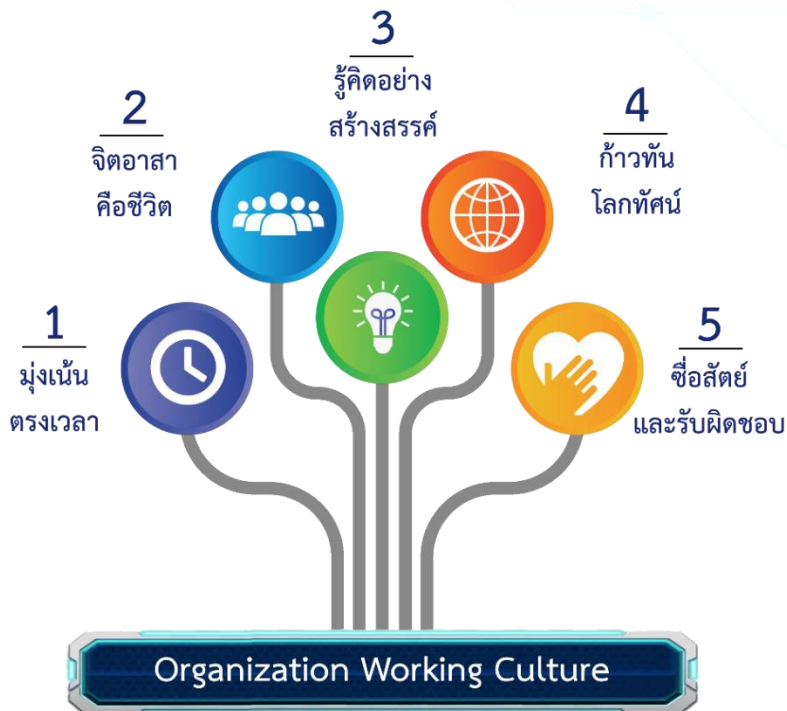 1
มุ่งเน้น
ตรงเวลา
2
จิตอาสา
คือชีวิต
3
รู้คิดอย่าง
สร้างสรรค์
4
ก้าวทัน
โลกทัศน์
5
ซื่อสัตย์
และรับผิดชอบ
Organization Working Culture